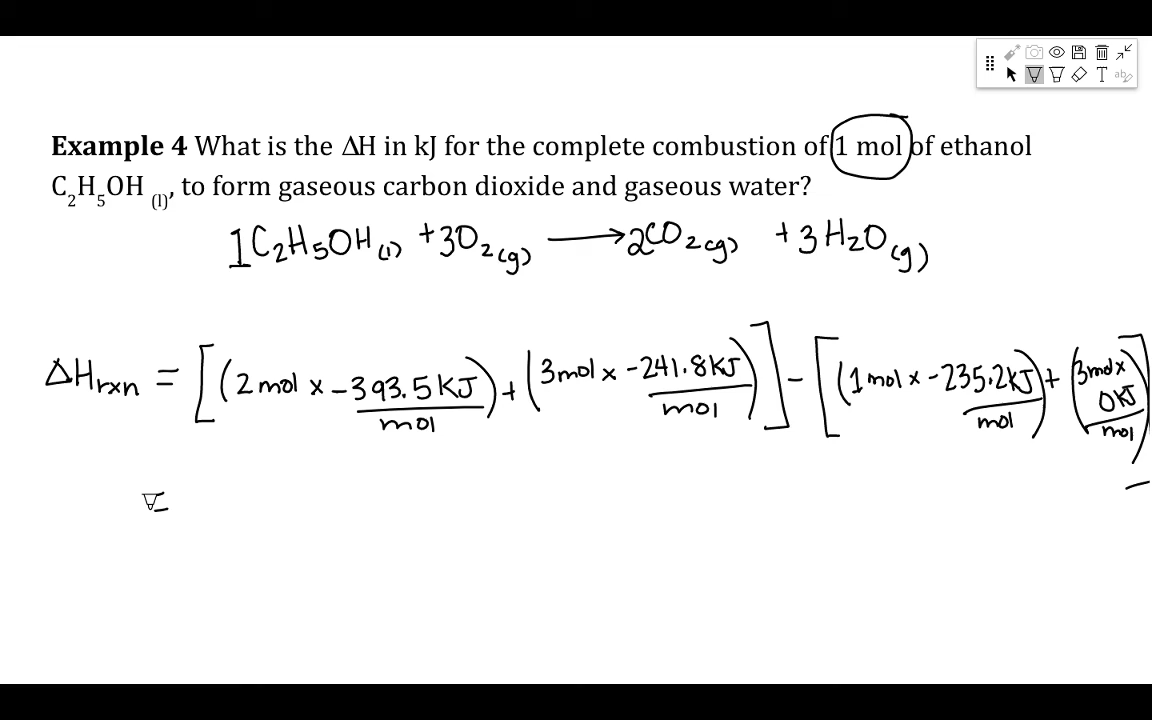 Example 4 What is the ΔH in kJ for the complete combustion of 1 mol of ethanol
C₂H₅OH (l), to form gaseous carbon dioxide and gaseous water?
1C₂H₅OH(l) + 3O₂(g) ⟶ 2CO₂(g) + 3H₂O(g)
ΔHrxn = [(2 mol x -393.5 KJ/mol) + (3 mol x -241.8 KJ/mol)] - [(1 mol x -235.2 KJ/mol) + (3 mol x 0 KJ/mol)]
=